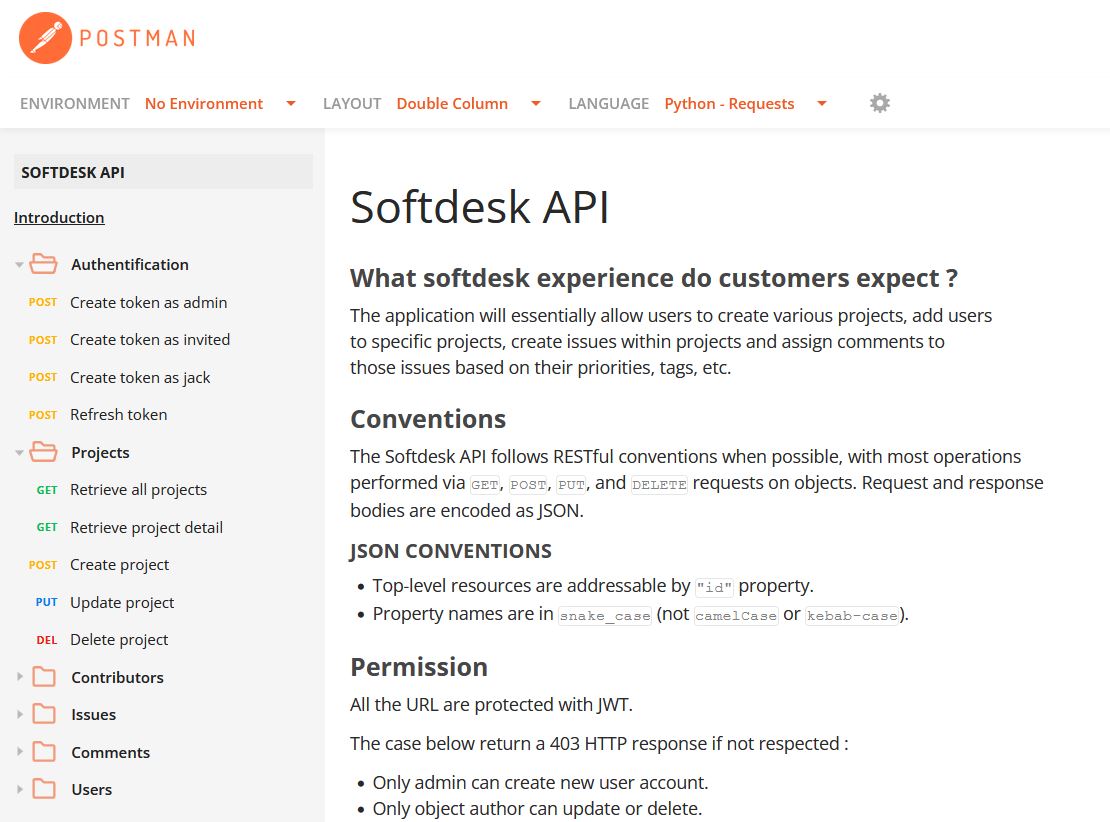 POSTMAN
ENVIRONMENT No Environment LAYOUT Double Column LANGUAGE Python - Requests
SOFTDESK API
Introduction
Authentification
POST Create token as admin
POST Create token as invited
POST Create token as jack
POST Refresh token
Projects
GET Retrieve all projects
GET Retrieve project detail
POST Create project
PUT Update project
DEL Delete project
Contributors
Issues
Comments
Users
Softdesk API
What softdesk experience do customers expect ?
The application will essentially allow users to create various projects, add users
to specific projects, create issues within projects and assign comments to
those issues based on their priorities, tags, etc.
Conventions
The Softdesk API follows RESTful conventions when possible, with most operations
performed via GET, POST, PUT, and DELETE requests on objects. Request and response
bodies are encoded as JSON.
JSON CONVENTIONS
• Top-level resources are addressable by "id" property.
• Property names are in snake_case (not camelCase or kebab-case).
Permission
All the URL are protected with JWT.
The case below return a 403 HTTP response if not respected :
• Only admin can create new user account.
• Only object author can update or delete.